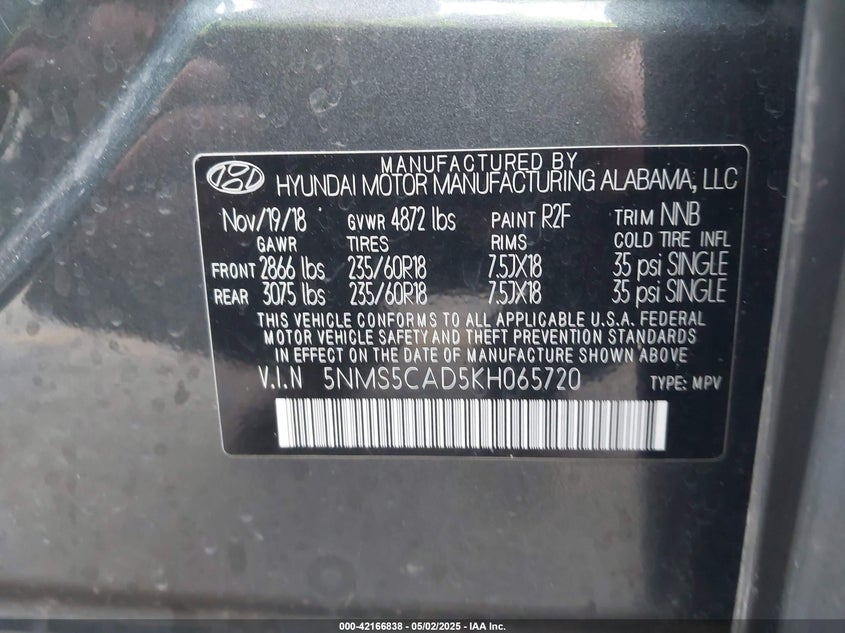 MANUFACTURED BY
HYUNDAI MOTOR MANUFACTURING ALABAMA, LLC
Nov/19/18 GVWR 4872 lbs PAINT R2F TRIM NNB
GAWR TIRES RIMS COLD TIRE INFL
FRONT 2866 lbs 235/60R18 7.5JX18 35 psi SINGLE
REAR 3075 lbs 235/60R18 7.5JX18 35 psi SINGLE
THIS VEHICLE CONFORMS TO ALL APPLICABLE U.S.A. FEDERAL
MOTOR VEHICLE SAFETY AND THEFT PREVENTION STANDARDS
IN EFFECT ON THE DATE OF MANUFACTURE SHOWN ABOVE
V.I.N 5NMS5CAD5KH065720 TYPE: MPV
000-42166838 - 05/02/2025 - IAA Inc.